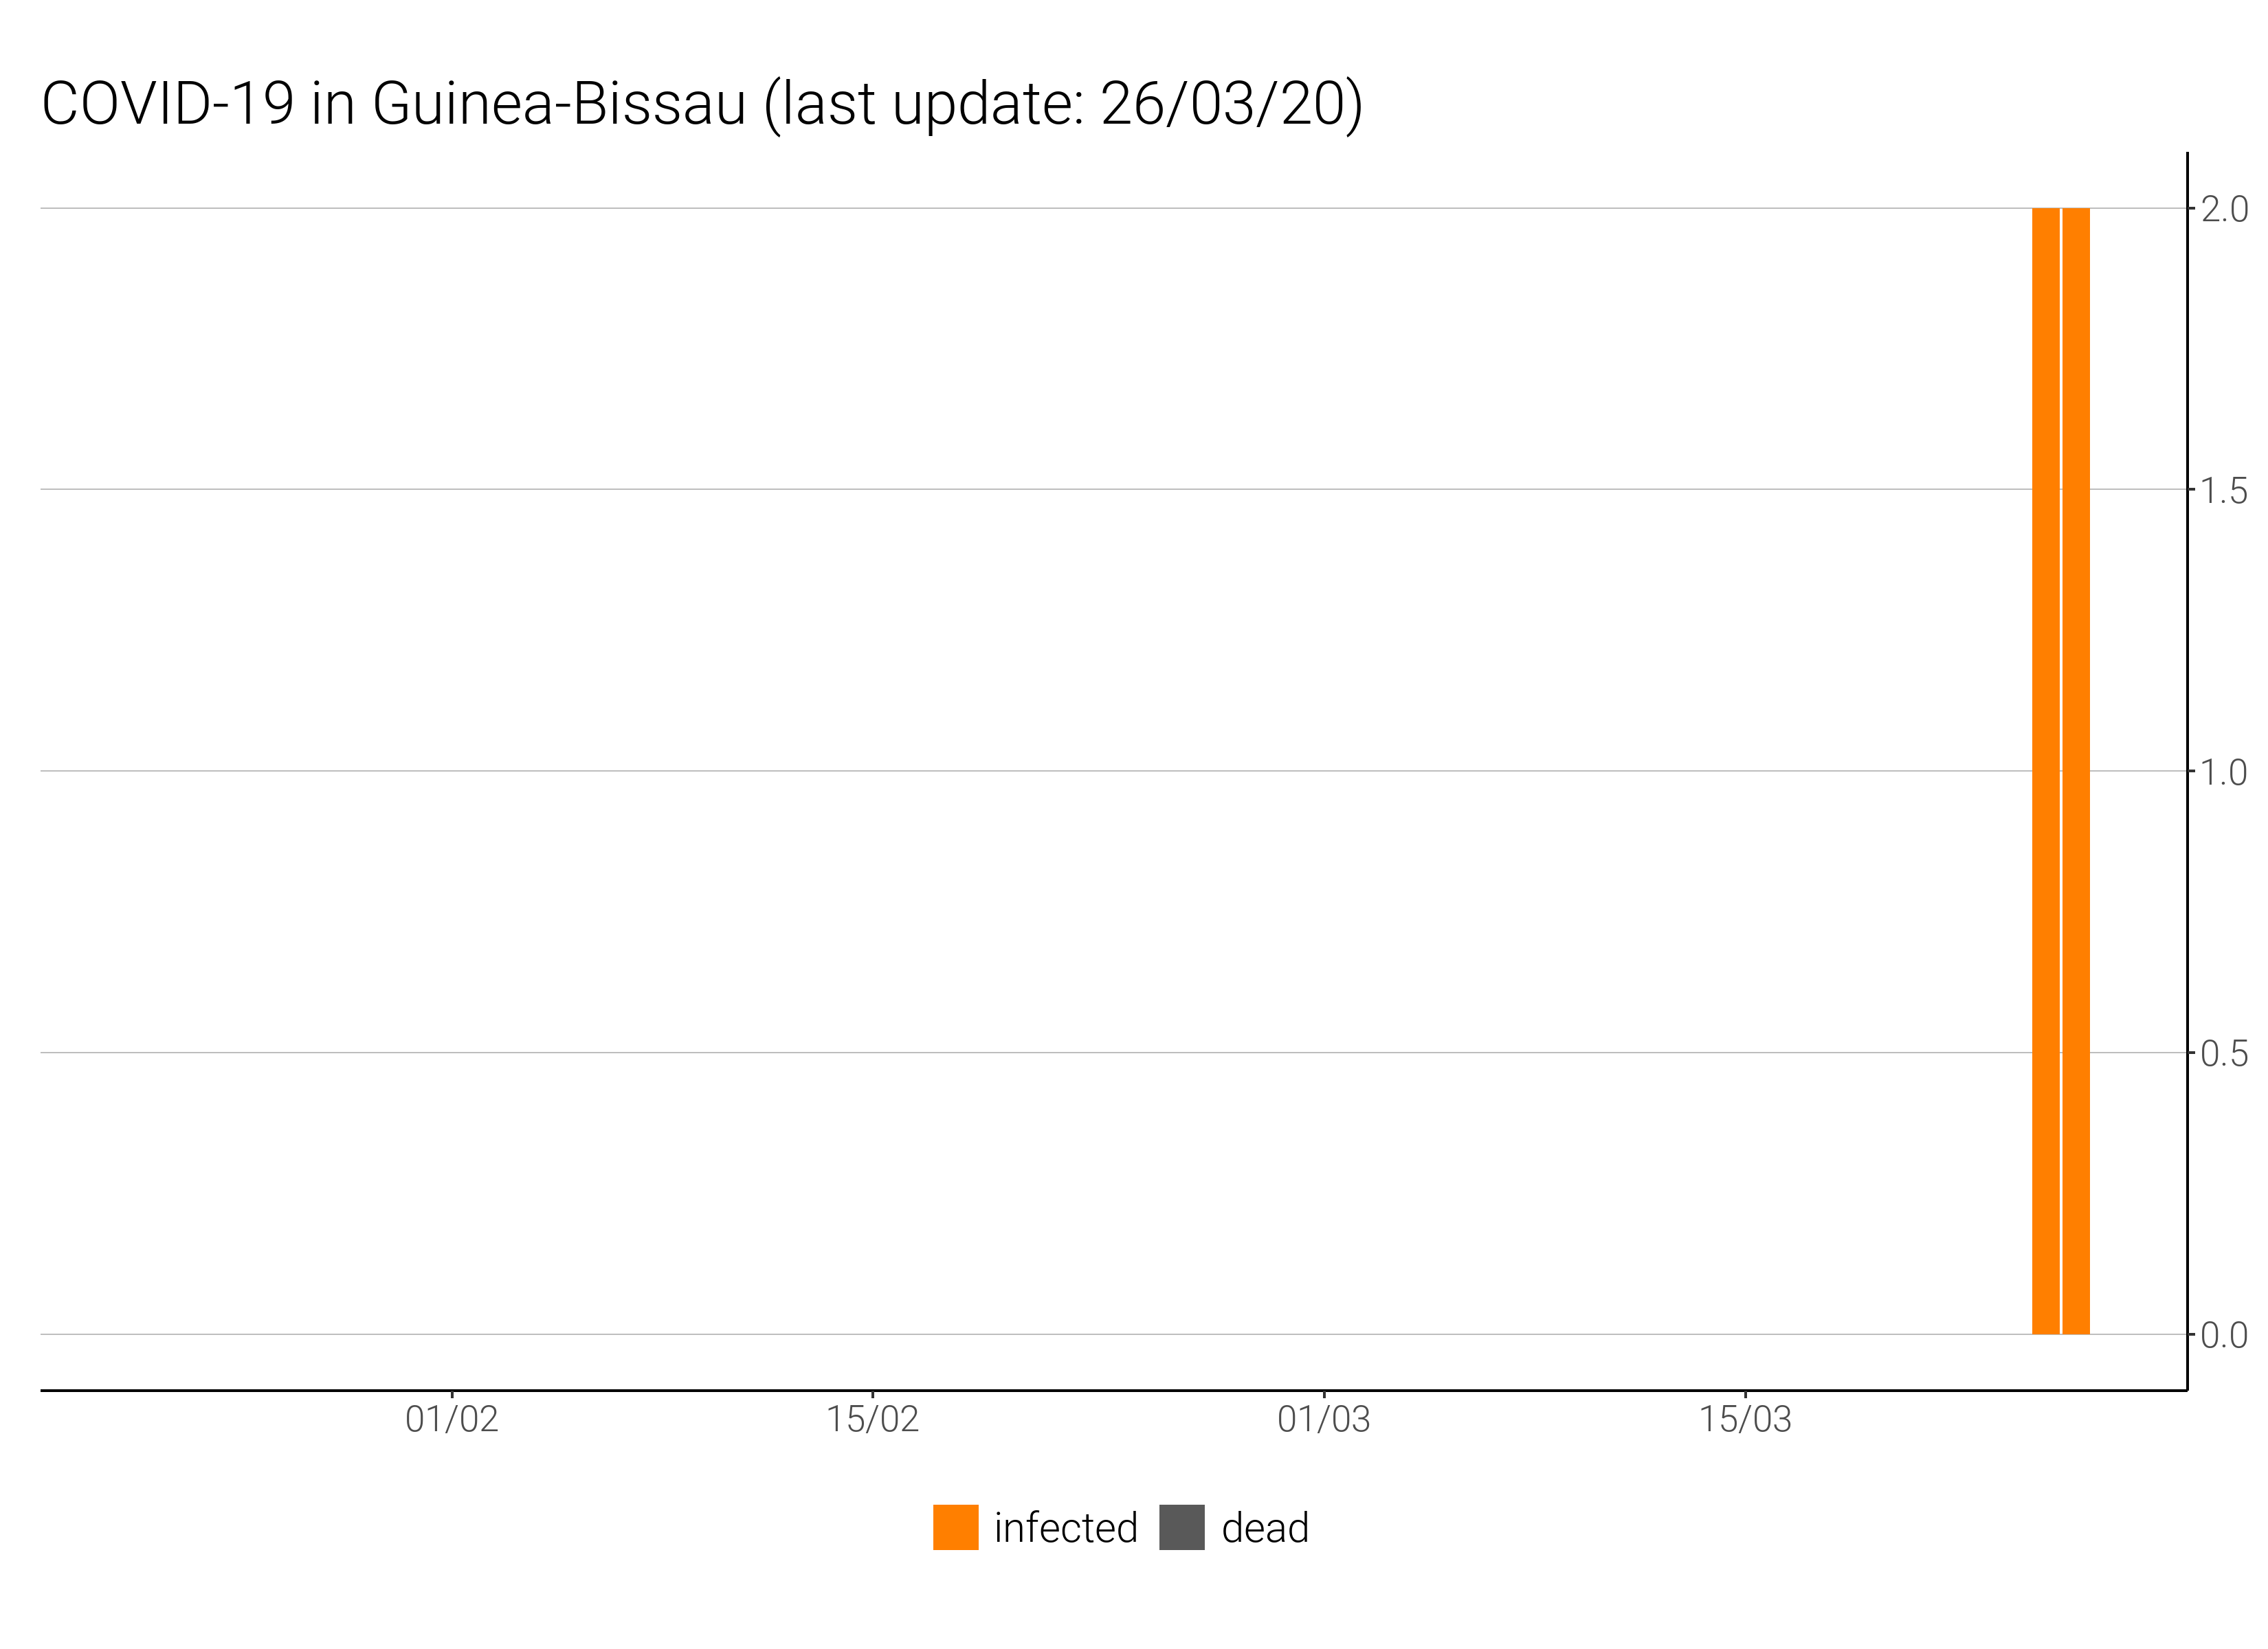 COVID-19 in Guinea-Bissau (last update: 26/03/20)
2.0
1.5
1.0
0.5
0.0
01/02 15/02 01/03 15/03
infected dead